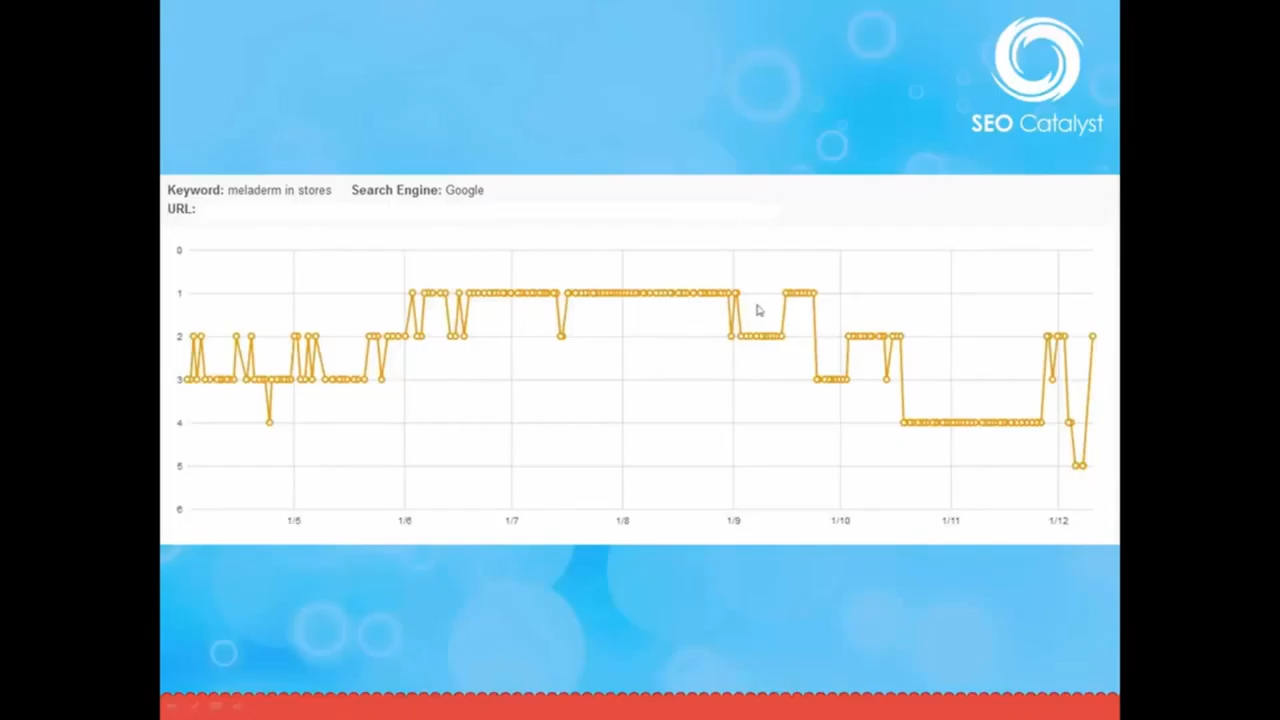 SEO Catalyst
Keyword: meladerm in stores Search Engine: Google
URL:
0
1
2
3
4
5
6
1/5 1/6 1/7 1/8 1/9 1/10 1/11 1/12